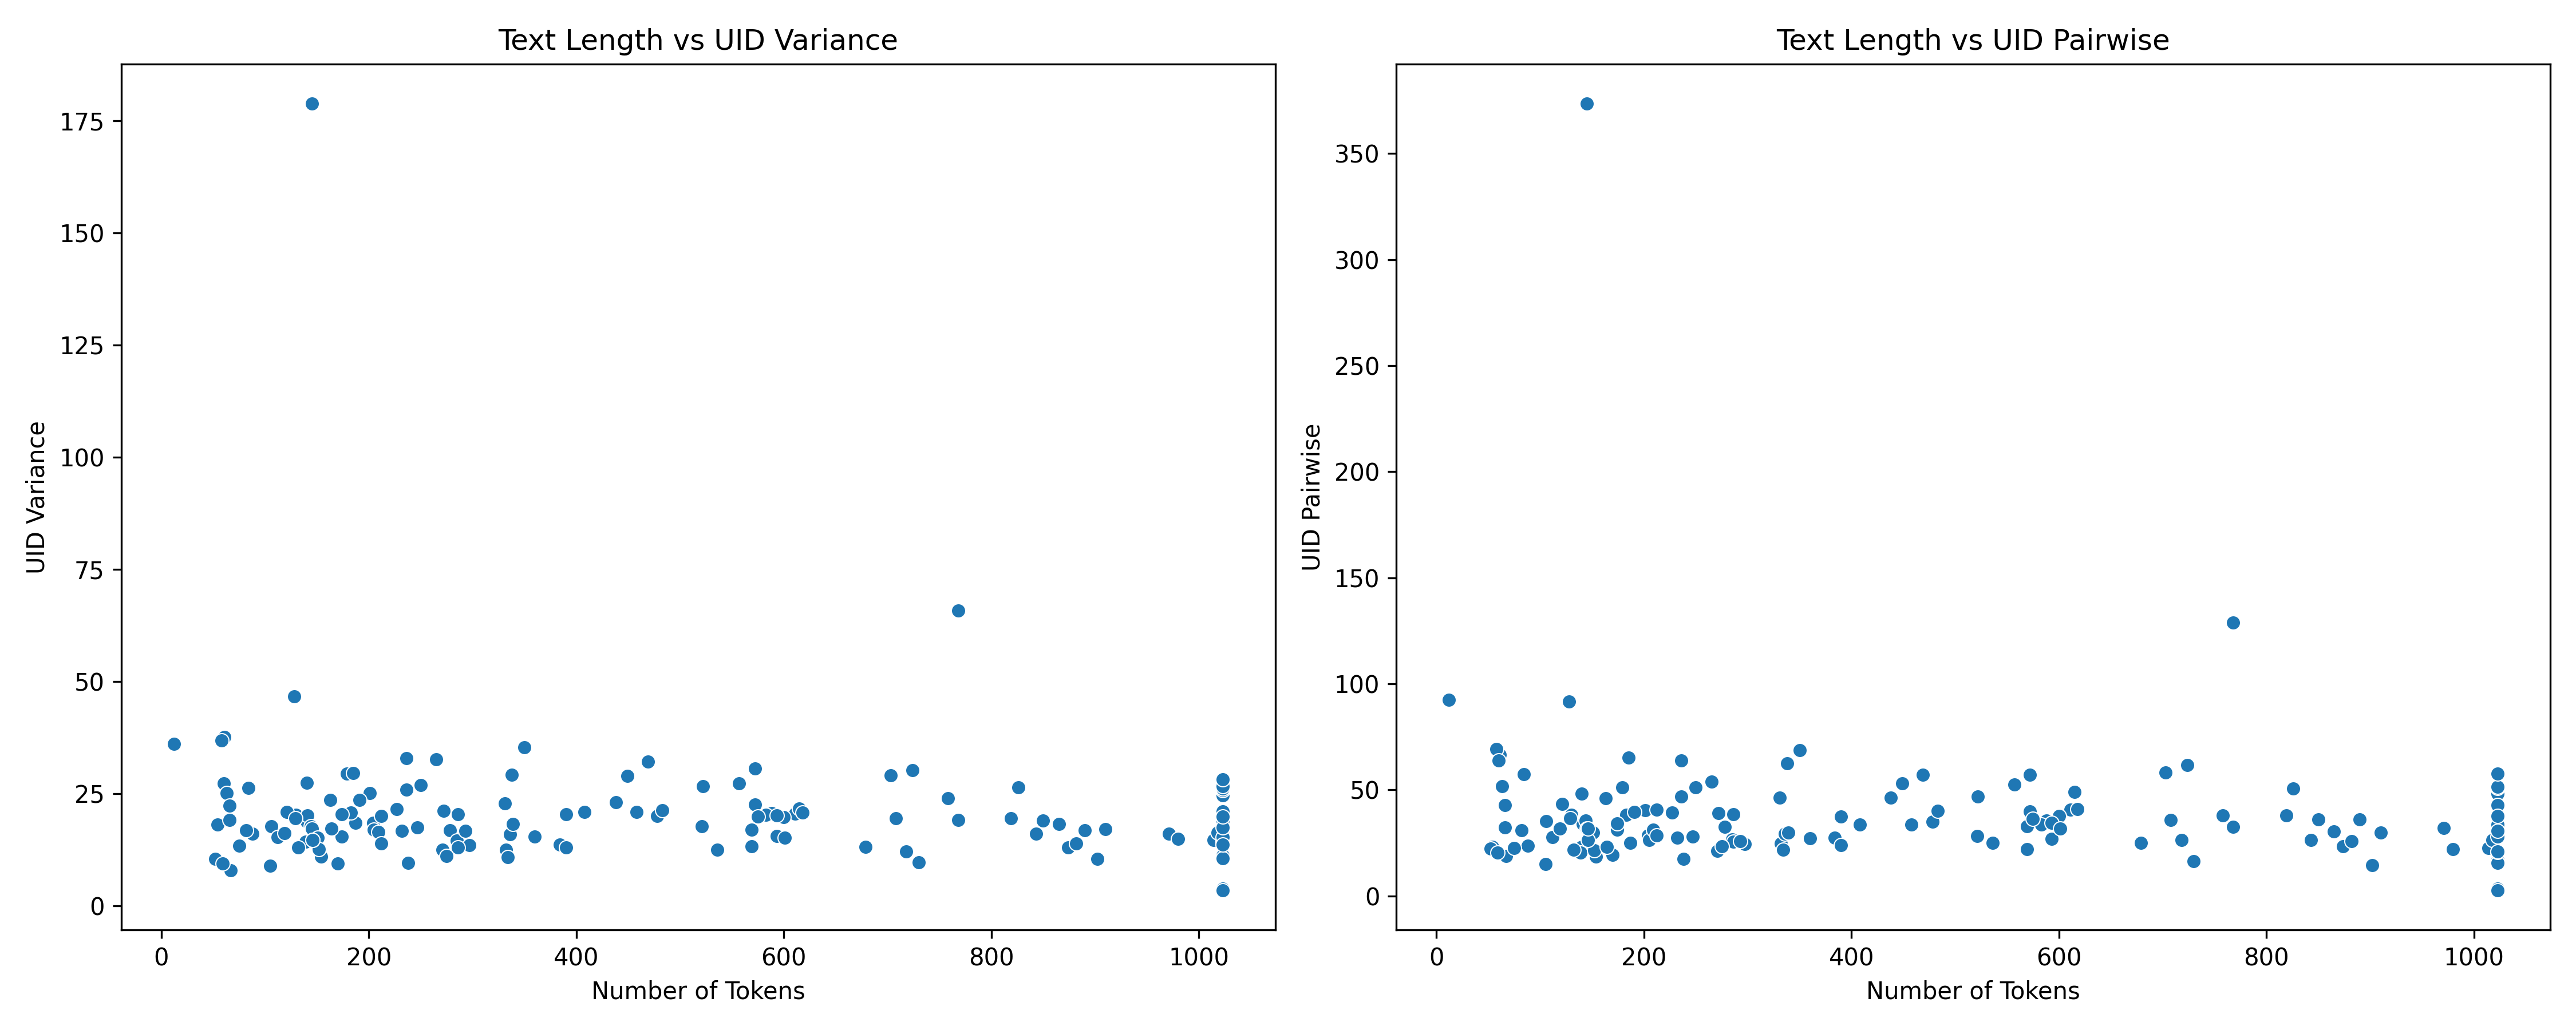 Text Length vs UID Variance
UID Variance
175
150
125
100
75
50
25
0
0 200 400 600 800 1000
Number of Tokens
Text Length vs UID Pairwise
UID Pairwise
350
300
250
200
150
100
50
0
0 200 400 600 800 1000
Number of Tokens